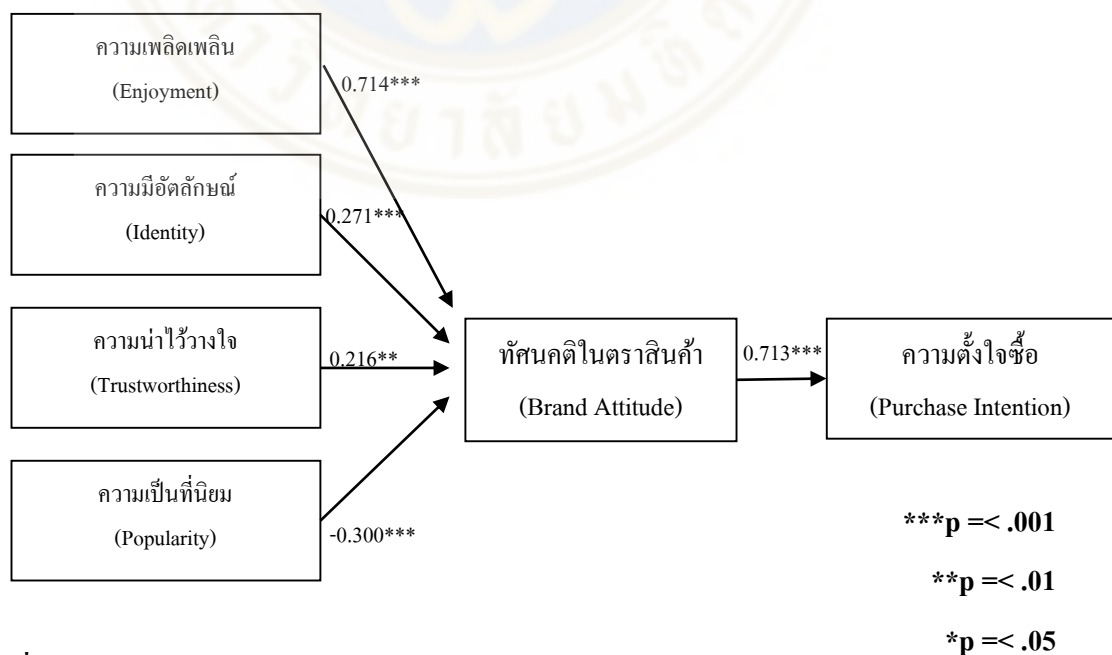 ความเพลิดเพลิน
(Enjoyment)
0.714***
ความมีอัตลักษณ์
(Identity)
0.271***
ความน่าไว้วางใจ
(Trustworthiness)
0.216**
ความเป็นที่นิยม
(Popularity)
-0.300***
ทัศนคติในตราสินค้า
(Brand Attitude)
0.713***
ความตั้งใจซื้อ
(Purchase Intention)
***p =< .001
**p =< .01
*p =< .05